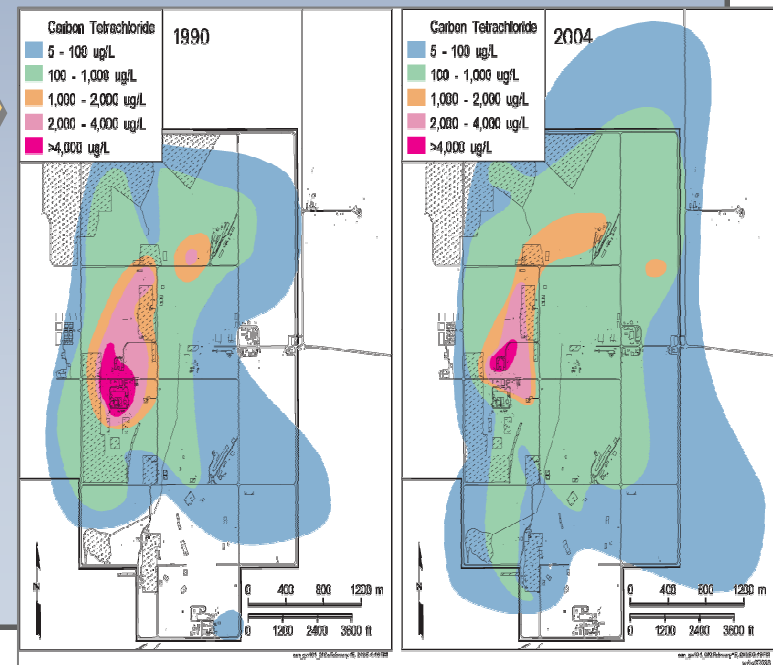 Carbon Tetrachloride
1990
5 - 100 ug/L
100 - 1,000 ug/L
1,000 - 2,000 ug/L
2,000 - 4,000 ug/L
>4,000 ug/L
N
0 400 800 1200 m
0 1200 2400 3600 ft
Carbon Tetrachloride
2004
5 - 100 ug/L
100 - 1,000 ug/L
1,000 - 2,000 ug/L
2,000 - 4,000 ug/L
>4,000 ug/L
N
0 400 800 1200 m
0 1200 2400 3600 ft